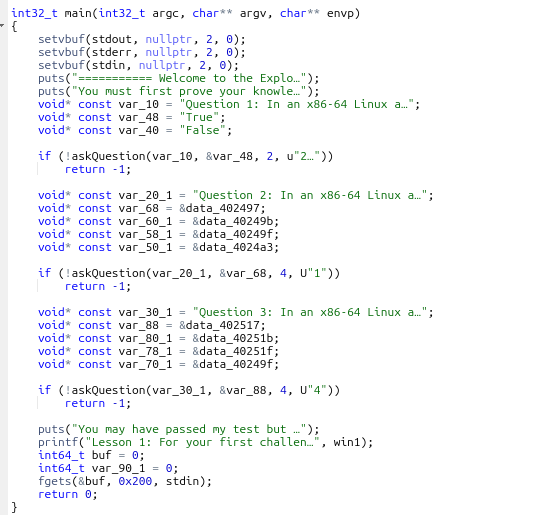 int32_t main(int32_t argc, char** argv, char** envp)
{
    setvbuf(stdout, nullptr, 2, 0);
    setvbuf(stderr, nullptr, 2, 0);
    setvbuf(stdin, nullptr, 2, 0);
    puts("=========== Welcome to the Explo…");
    puts("You must first prove your knowle…");
    void* const var_10 = "Question 1: In an x86-64 Linux a…";
    void* const var_48 = "True";
    void* const var_40 = "False";
    if (!askQuestion(var_10, &var_48, 2, u"2…"))
        return -1;
    void* const var_20_1 = "Question 2: In an x86-64 Linux a…";
    void* const var_68 = &data_402497;
    void* const var_60_1 = &data_40249b;
    void* const var_58_1 = &data_40249f;
    void* const var_50_1 = &data_4024a3;
    if (!askQuestion(var_20_1, &var_68, 4, U"1"))
        return -1;
    void* const var_30_1 = "Question 3: In an x86-64 Linux a…";
    void* const var_88 = &data_402517;
    void* const var_80_1 = &data_40251b;
    void* const var_78_1 = &data_40251f;
    void* const var_70_1 = &data_40249f;
    if (!askQuestion(var_30_1, &var_88, 4, U"4"))
        return -1;
    puts("You may have passed my test but …");
    printf("Lesson 1: For your first challen…", win1);
    int64_t buf = 0;
    int64_t var_90_1 = 0;
    fgets(&buf, 0x200, stdin);
    return 0;
}